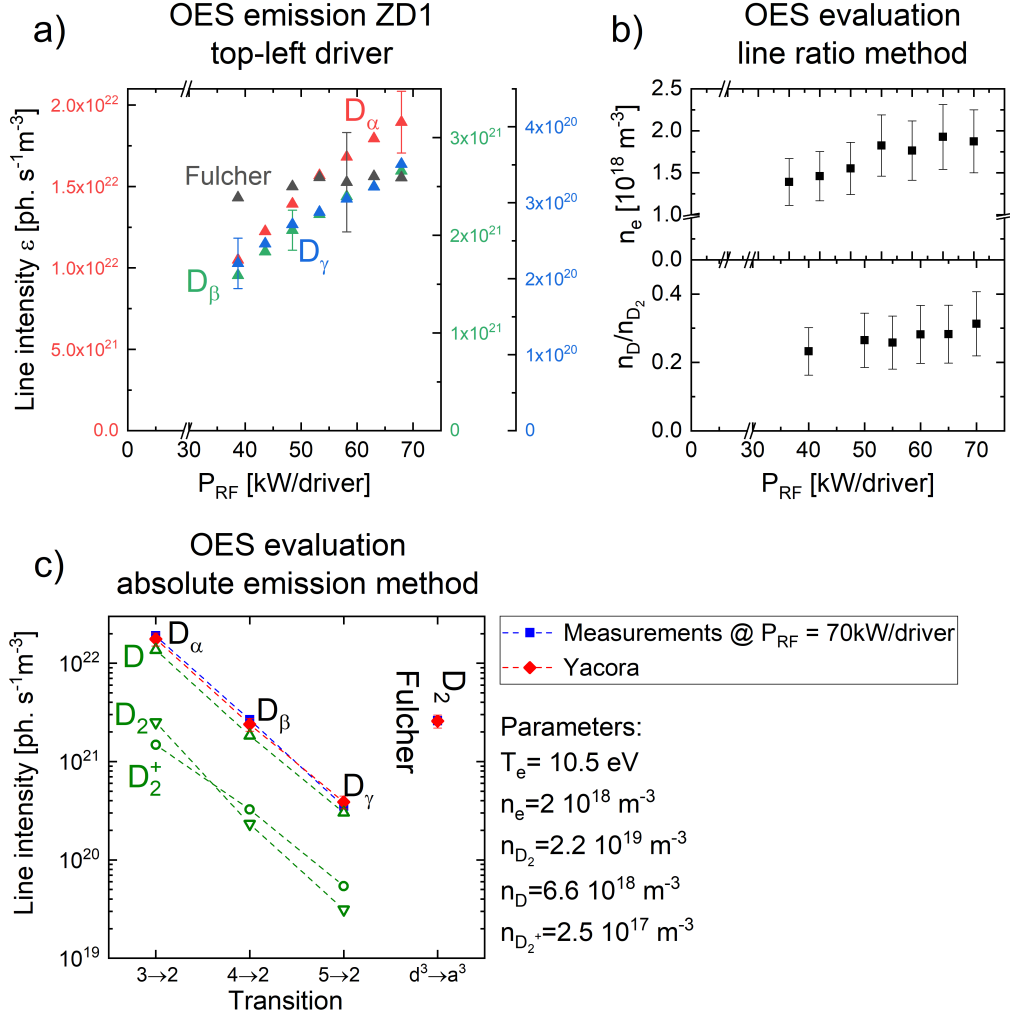 a)
OES emission ZD1
top-left driver
Line intensity ε [ph. s⁻¹m⁻³]
2.0x10²²
1.5x10²²
1.0x10²²
5.0x10²¹
0.0
Dα
Fulcher
Dγ
Dβ
3x10²¹
2x10²¹
1x10²¹
0
4x10²⁰
3x10²⁰
2x10²⁰
1x10²⁰
0
0 30 40 50 60 70
P_RF [kW/driver]
b)
OES evaluation
line ratio method
n_e [10¹⁸ m⁻³]
2.5
2.0
1.5
1.0
0.0
n_D/n_D₂
0.4
0.2
0.0
0 30 40 50 60 70
P_RF [kW/driver]
c)
OES evaluation
absolute emission method
Line intensity [ph. s⁻¹m⁻³]
10²²
10²¹
10²⁰
10¹⁹
Dα
D
Dβ
D₂
D₂⁺
Dγ
D₂
Fulcher
3→2 4→2 5→2 d³→a³
Transition
Measurements @ P_RF = 70kW/driver
Yacora
Parameters:
T_e= 10.5 eV
n_e=2 10¹⁸ m⁻³
n_D₂=2.2 10¹⁹ m⁻³
n_D=6.6 10¹⁸ m⁻³
n_D₂⁺=2.5 10¹⁷ m⁻³